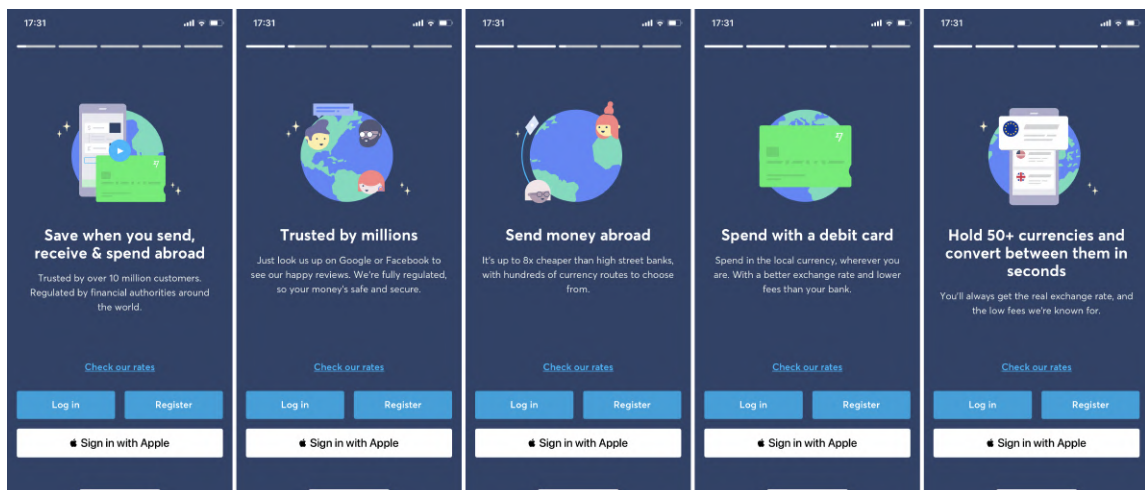 17:31
Save when you send,
receive & spend abroad
Trusted by over 10 million customers.
Regulated by financial authorities around
the world.
Check our rates
Log in
Register
Sign in with Apple
17:31
Trusted by millions
Just look us up on Google or Facebook to
see our happy reviews. We're fully regulated,
so your money's safe and secure.
Check our rates
Log in
Register
Sign in with Apple
17:31
Send money abroad
It's up to 8x cheaper than high street banks,
with hundreds of currency routes to choose
from.
Check our rates
Log in
Register
Sign in with Apple
17:31
Spend with a debit card
Spend in the local currency, wherever you
are. With a better exchange rate and lower
fees than your bank.
Check our rates
Log in
Register
Sign in with Apple
17:31
Hold 50+ currencies and
convert between them in
seconds
You'll always get the real exchange rate, and
the low fees we're known for.
Check our rates
Log in
Register
Sign in with Apple